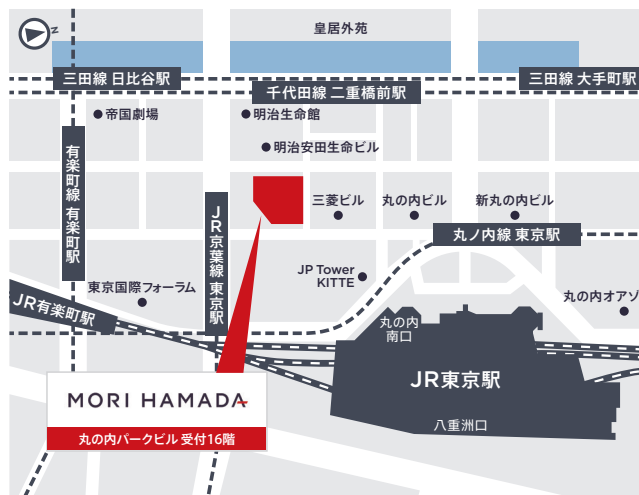 N
皇居外苑
三田線 日比谷駅
千代田線 二重橋前駅
三田線 大手町駅
帝国劇場
明治生命館
明治安田生命ビル
有楽町線 有楽町駅
JR京葉線 東京駅
三菱ビル
丸の内ビル
新丸の内ビル
丸ノ内線 東京駅
JP Tower
KITTE
東京国際フォーラム
丸の内オアゾ
JR有楽町駅
丸の内
南口
JR東京駅
八重洲口
MORI HAMADA
丸の内パークビル 受付16階